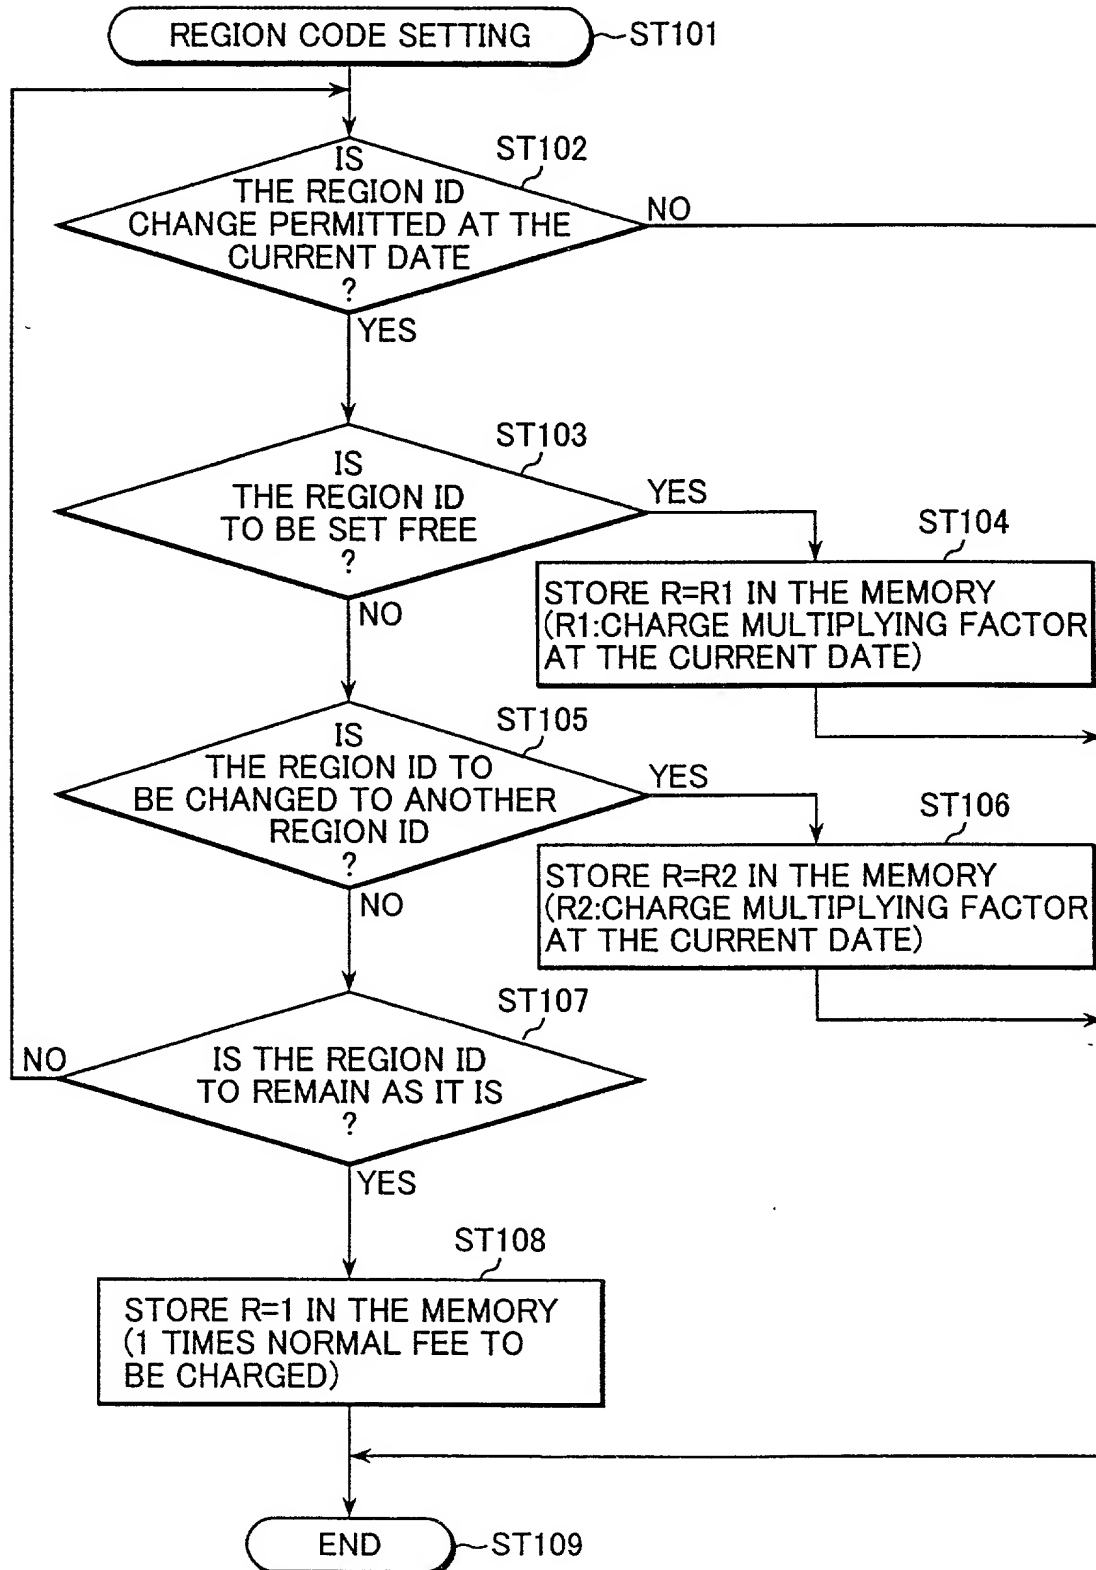 REGION CODE SETTING
ST101
ST102
IS
THE REGION ID
CHANGE PERMITTED AT THE
CURRENT DATE
?
NO
YES
ST103
IS
THE REGION ID
TO BE SET FREE
?
YES
NO
ST104
STORE R=R1 IN THE MEMORY
(R1:CHARGE MULTIPLYING FACTOR
AT THE CURRENT DATE)
ST105
IS
THE REGION ID TO
BE CHANGED TO ANOTHER
REGION ID
?
YES
NO
ST106
STORE R=R2 IN THE MEMORY
(R2:CHARGE MULTIPLYING FACTOR
AT THE CURRENT DATE)
ST107
IS THE REGION ID
TO REMAIN AS IT IS
?
NO
YES
ST108
STORE R=1 IN THE MEMORY
(1 TIMES NORMAL FEE TO
BE CHARGED)
END
ST109